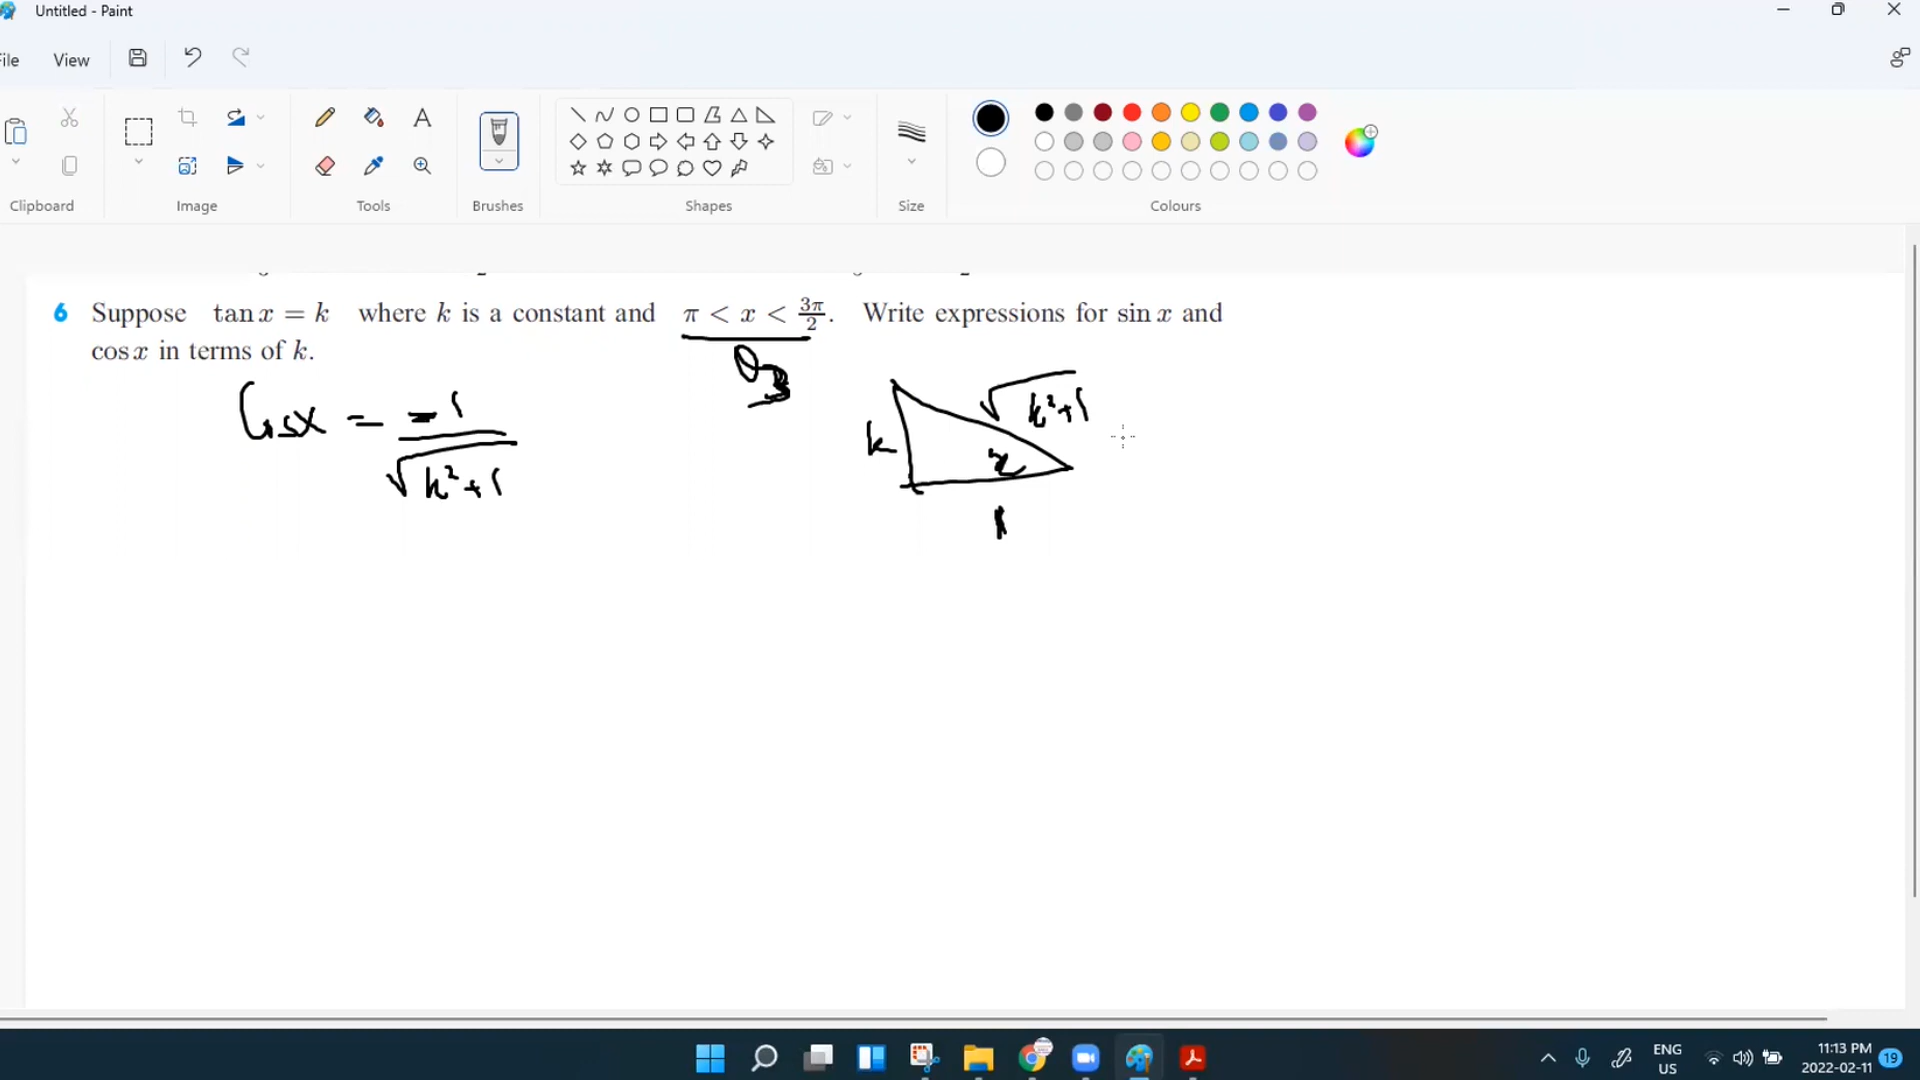 Untitled - Paint
File View
Clipboard Image Tools Brushes Shapes Size Colours
6 Suppose tan x = k where k is a constant and π < x < 3π/2. Write expressions for sin x and
cos x in terms of k.
Q3
Cosx = -1/√(k²+1)
√(k²+1)
k
x
1
ENG
US
11:13 PM
2022-02-11
19